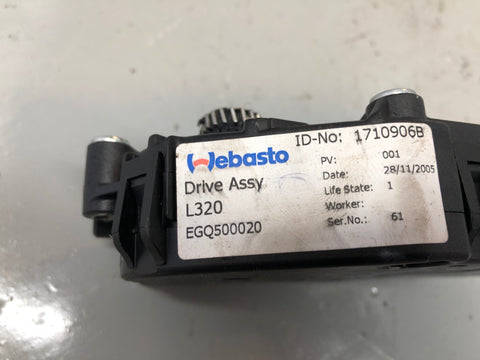 ID-No: 1710906B
Webasto
Drive Assy
L320
EGQ500020
PV: 001
Date: 28/11/2005
Life State: 1
Worker:
Ser.No.: 61